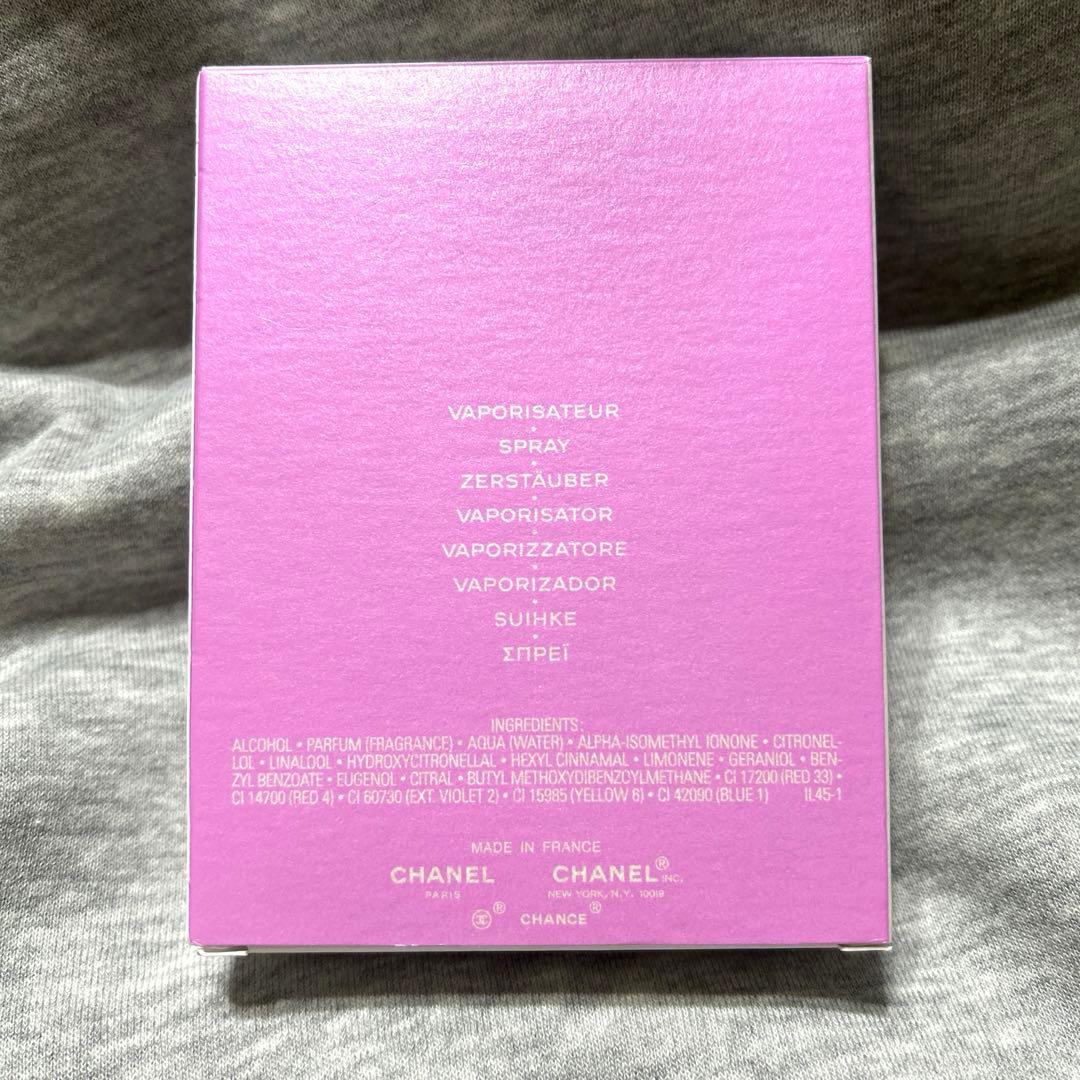 VAPORISATEUR
SPRAY
ZERSTÄUBER
VAPORISATOR
VAPORIZZATORE
VAPORIZADOR
SUIHKE
ΣΠΡΕΪ
INGREDIENTS:
ALCOHOL • PARFUM (FRAGRANCE) • AQUA (WATER) • ALPHA-ISOMETHYL IONONE • CITRONEL-
LOL • LINALOOL • HYDROXYCITRONELLAL • HEXYL CINNAMAL • LIMONENE • GERANIOL • BEN-
ZYL BENZOATE • EUGENOL • CITRAL • BUTYL METHOXYDIBENZOYLMETHANE • CI 17200 (RED 33) •
CI 14700 (RED 4) • CI 60730 (EXT. VIOLET 2) • CI 15985 (YELLOW 6) • CI 42090 (BLUE 1) IL45-1
MADE IN FRANCE
CHANEL CHANEL® INC.
PARIS NEW YORK, N.Y. 10019
® CHANCE®